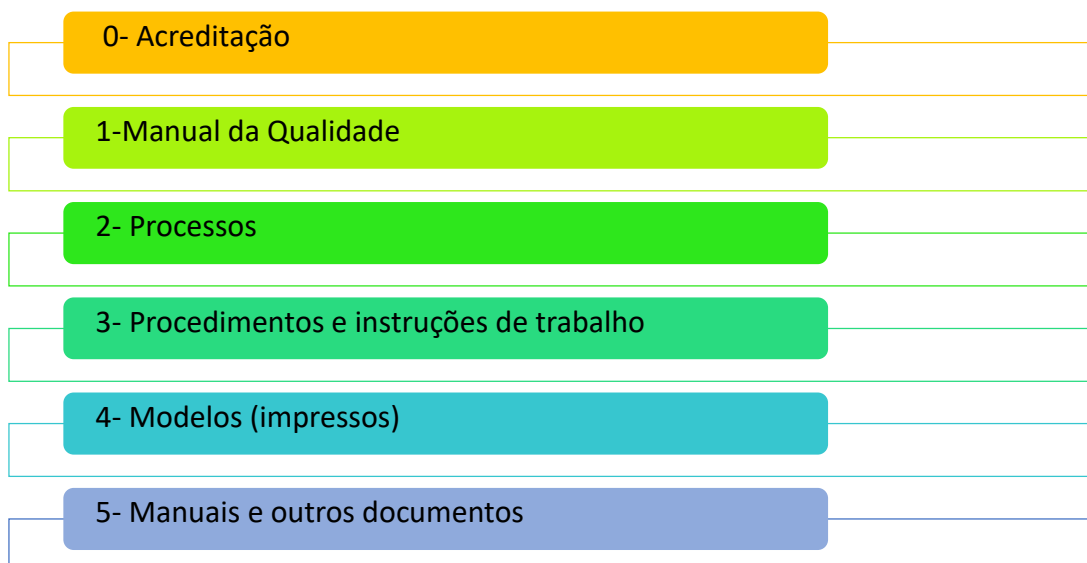 0- Acreditação
1-Manual da Qualidade
2- Processos
3- Procedimentos e instruções de trabalho
4- Modelos (impressos)
5- Manuais e outros documentos